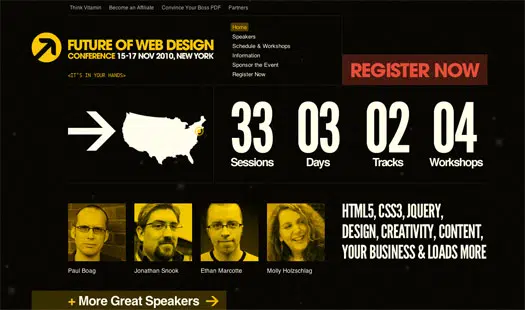 Think Vitamin Become an Affiliate Convince Your Boss PDF Partners
FUTURE OF WEB DESIGN
CONFERENCE 15-17 NOV 2010, NEW YORK
<IT'S IN YOUR HANDS>
Home
Speakers
Schedule & Workshops
Information
Sponsor the Event
Register Now
REGISTER NOW
33 03 02 04
Sessions Days Tracks Workshops
Paul Boag Jonathan Snook Ethan Marcotte Molly Holzschlag
HTML5, CSS3, JQUERY,
DESIGN, CREATIVITY, CONTENT,
YOUR BUSINESS & LOADS MORE
+ More Great Speakers